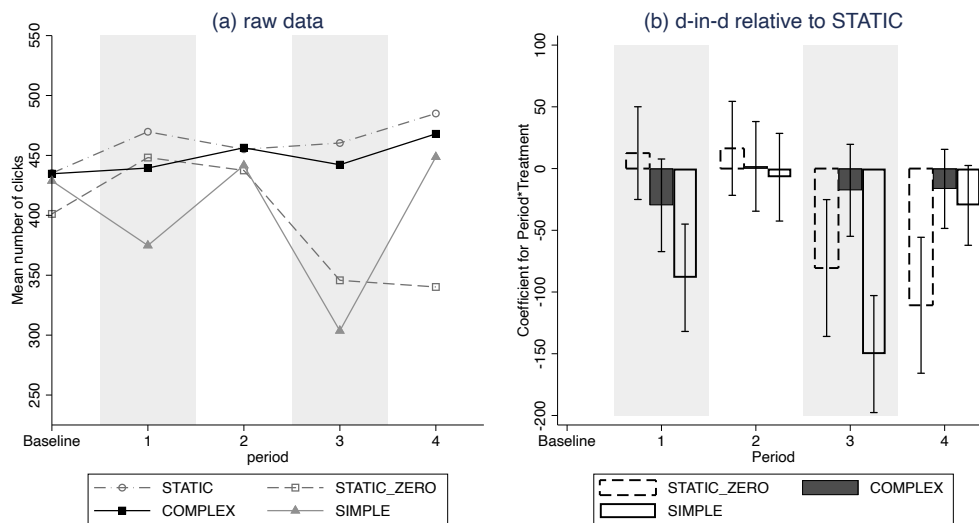 (a) raw data
Mean number of clicks
550
500
450
400
350
300
250
Baseline 1 2 3 4
period
STATIC STATIC_ZERO
COMPLEX SIMPLE
(b) d-in-d relative to STATIC
Coefficient for Period*Treatment
100
50
0
-50
-100
-150
-200
Baseline 1 2 3 4
Period
STATIC_ZERO COMPLEX
SIMPLE